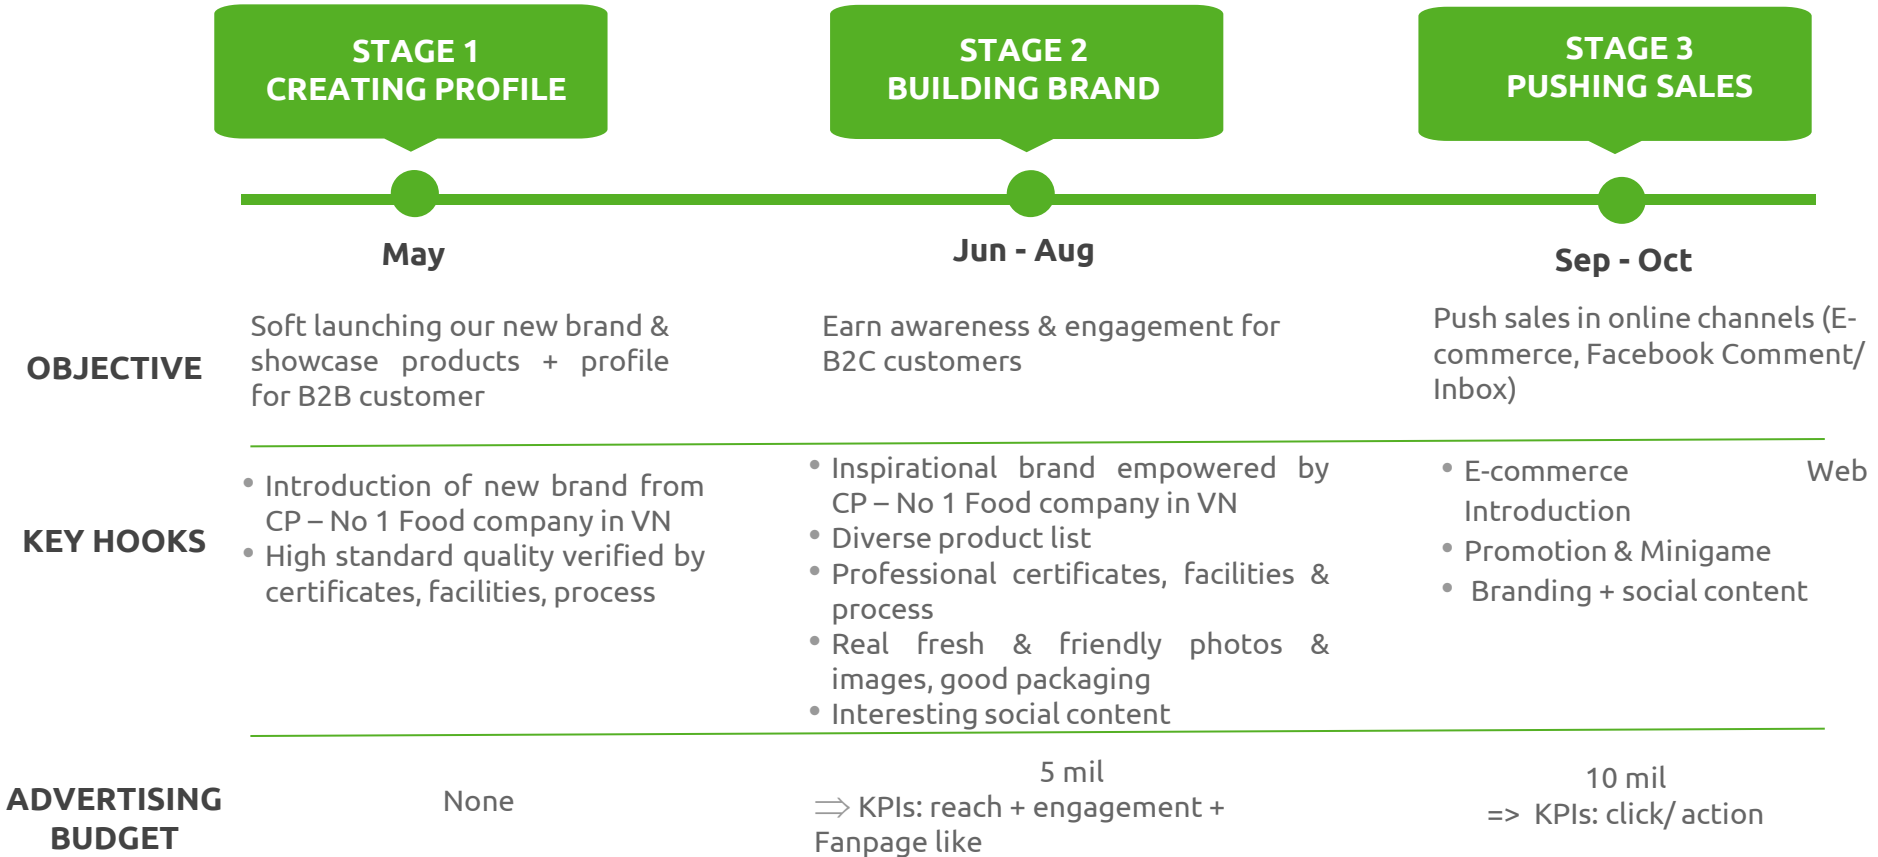 STAGE 1
CREATING PROFILE
STAGE 2
BUILDING BRAND
STAGE 3
PUSHING SALES
May
Jun - Aug
Sep - Oct
OBJECTIVE
Soft launching our new brand &
showcase products + profile
for B2B customer
Earn awareness & engagement for
B2C customers
Push sales in online channels (E-
commerce, Facebook Comment/
Inbox)
KEY HOOKS
• Introduction of new brand from
CP – No 1 Food company in VN
• High standard quality verified by
certificates, facilities, process
• Inspirational brand empowered by
CP – No 1 Food company in VN
• Diverse product list
• Professional certificates, facilities &
process
• Real fresh & friendly photos &
images, good packaging
• Interesting social content
• E-commerce Web
Introduction
• Promotion & Minigame
• Branding + social content
ADVERTISING
BUDGET
None
5 mil
⇒ KPIs: reach + engagement +
Fanpage like
10 mil
=> KPIs: click/ action